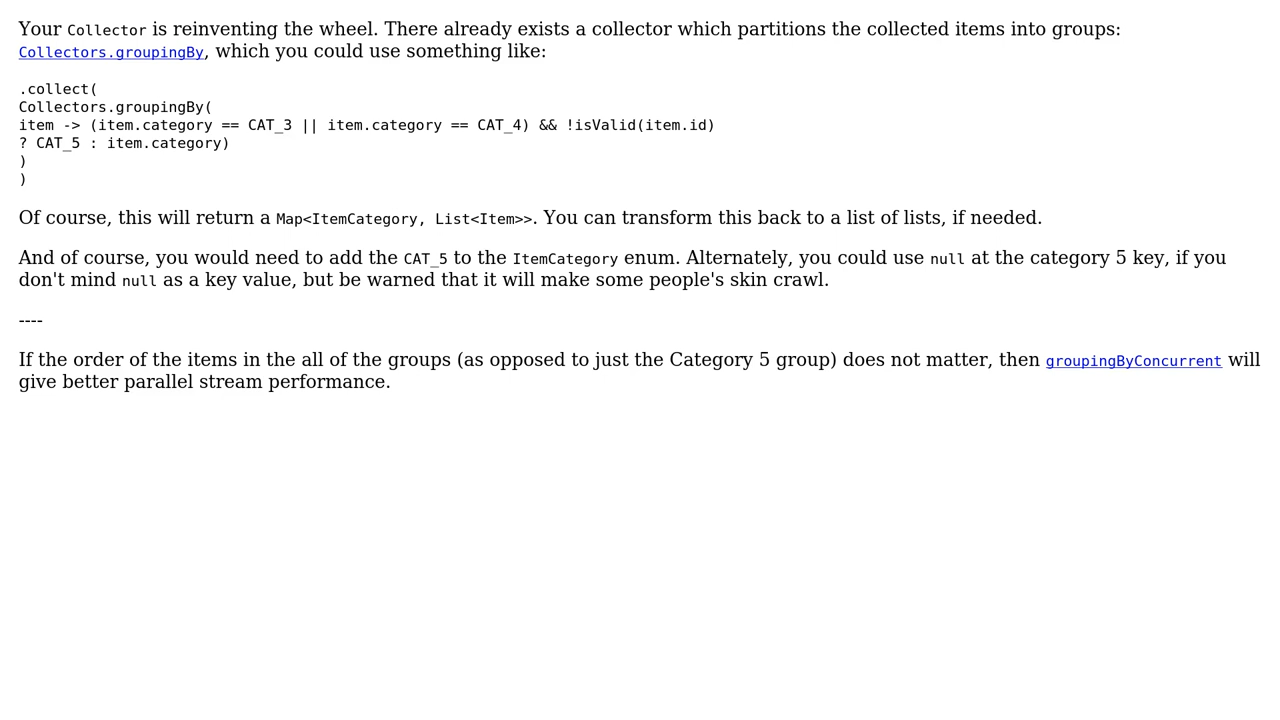 Your Collector is reinventing the wheel. There already exists a collector which partitions the collected items into groups:
Collectors.groupingBy, which you could use something like:
.collect(
Collectors.groupingBy(
item -> (item.category == CAT_3 || item.category == CAT_4) && !isValid(item.id)
? CAT_5 : item.category)
)
)
Of course, this will return a Map<ItemCategory, List<Item>>. You can transform this back to a list of lists, if needed.
And of course, you would need to add the CAT_5 to the ItemCategory enum. Alternately, you could use null at the category 5 key, if you
don't mind null as a key value, but be warned that it will make some people's skin crawl.
----
If the order of the items in the all of the groups (as opposed to just the Category 5 group) does not matter, then groupingByConcurrent will
give better parallel stream performance.